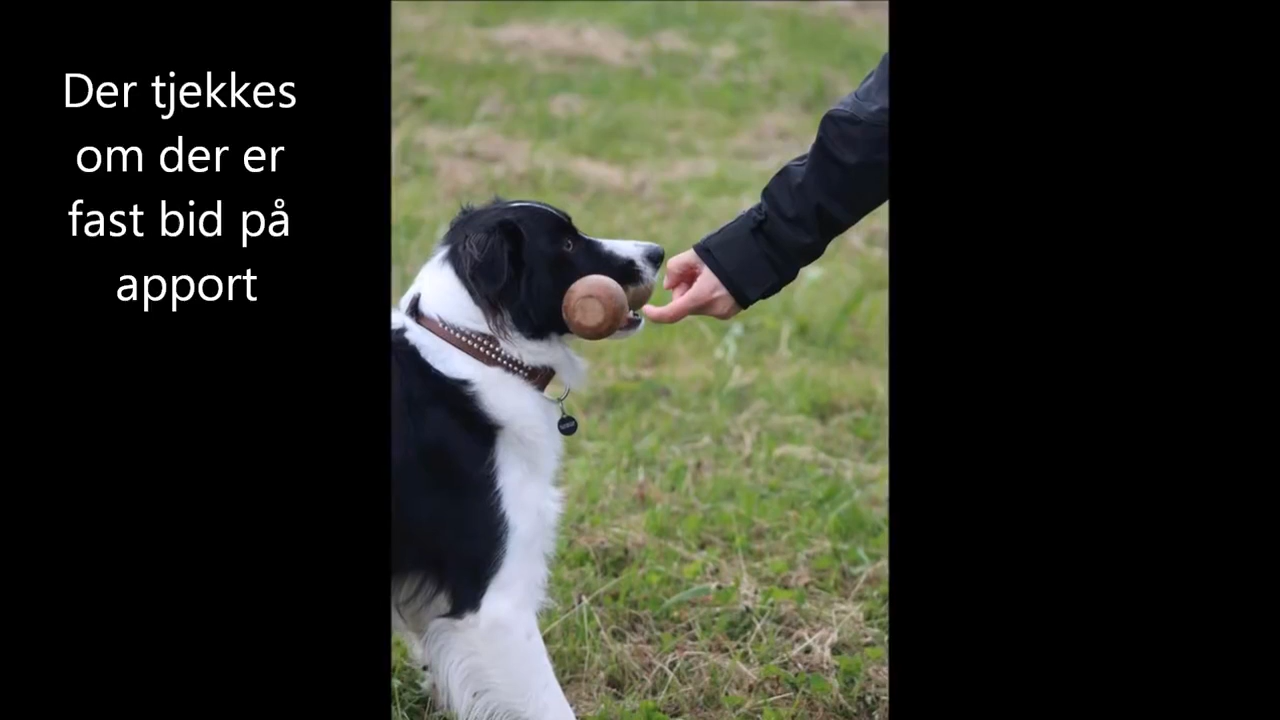 Der tjekkes
om der er
fast bid på
apport